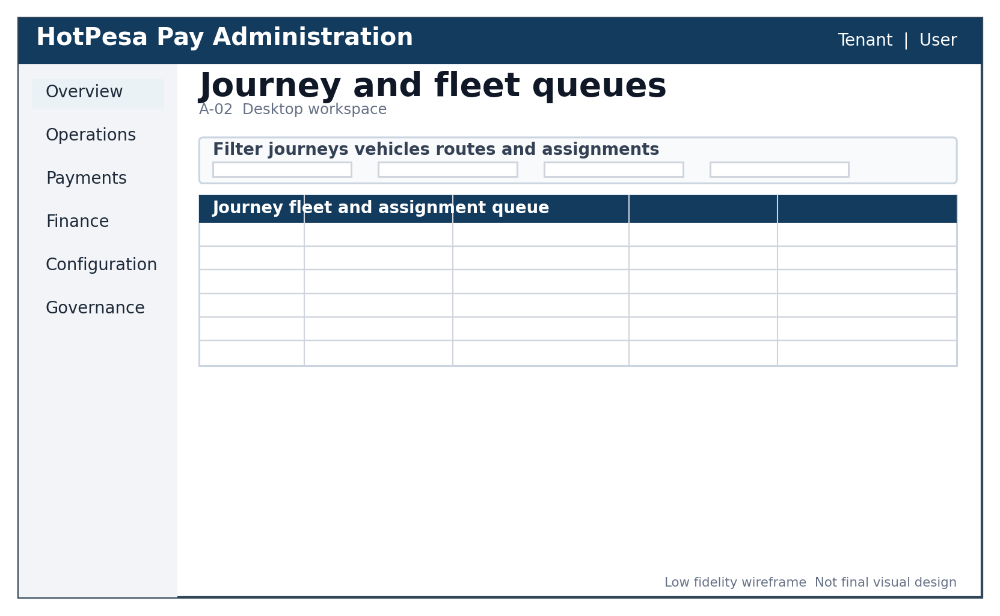 HotPesa Pay Administration
Tenant | User
Overview
Operations
Payments
Finance
Configuration
Governance
Journey and fleet queues
A-02 Desktop workspace
Filter journeys vehicles routes and assignments
Journey fleet and assignment queue
Low fidelity wireframe Not final visual design